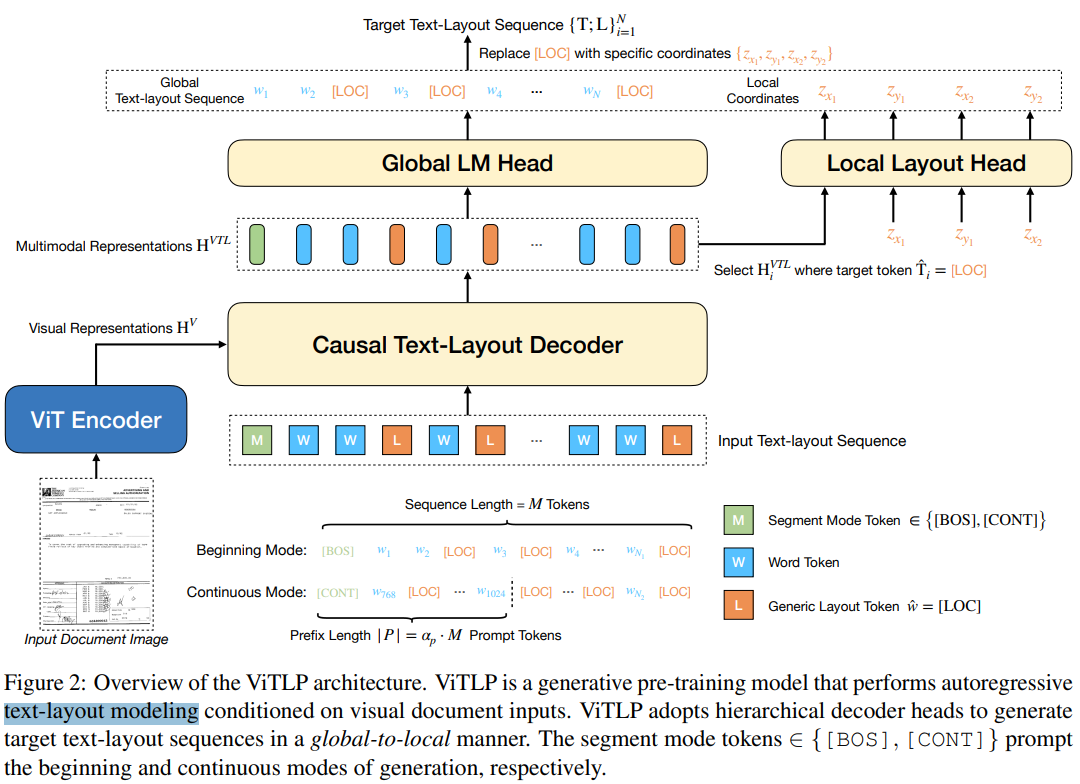 Target Text-Layout Sequence {T; L}_{i=1}^N
Replace [LOC] with specific coordinates {z_{x_1}, z_{y_1}, z_{x_2}, z_{y_2}}
Global
Text-layout Sequence
w_1 w_2 [LOC] w_3 [LOC] w_4 ... w_N [LOC]
Local
Coordinates
z_{x_1} z_{y_1} z_{x_2} z_{y_2}
Global LM Head
Local Layout Head
Multimodal Representations H^{VTL}
...
z_{x_1} z_{y_1} z_{x_2}
Select H_i^{VTL} where target token T̂_i = [LOC]
Visual Representations H^V
Causal Text-Layout Decoder
ViT Encoder
M W W L W L ... W W L
Input Text-layout Sequence
Sequence Length = M Tokens
Beginning Mode: [BOS] w_1 w_2 [LOC] w_3 [LOC] w_4 ... w_{N_1} [LOC]
Continuous Mode: [CONT] w_{768} [LOC] ... w_{1024} [LOC] ... [LOC] w_{N_2} [LOC]
Prefix Length |P| = α_p · M Prompt Tokens
M Segment Mode Token ∈ {[BOS], [CONT]}
W Word Token
L Generic Layout Token ŵ = [LOC]
Input Document Image
Figure 2: Overview of the ViTLP architecture. ViTLP is a generative pre-training model that performs autoregressive
text-layout modeling conditioned on visual document inputs. ViTLP adopts hierarchical decoder heads to generate
target text-layout sequences in a global-to-local manner. The segment mode tokens ∈ {[BOS], [CONT]} prompt
the beginning and continuous modes of generation, respectively.